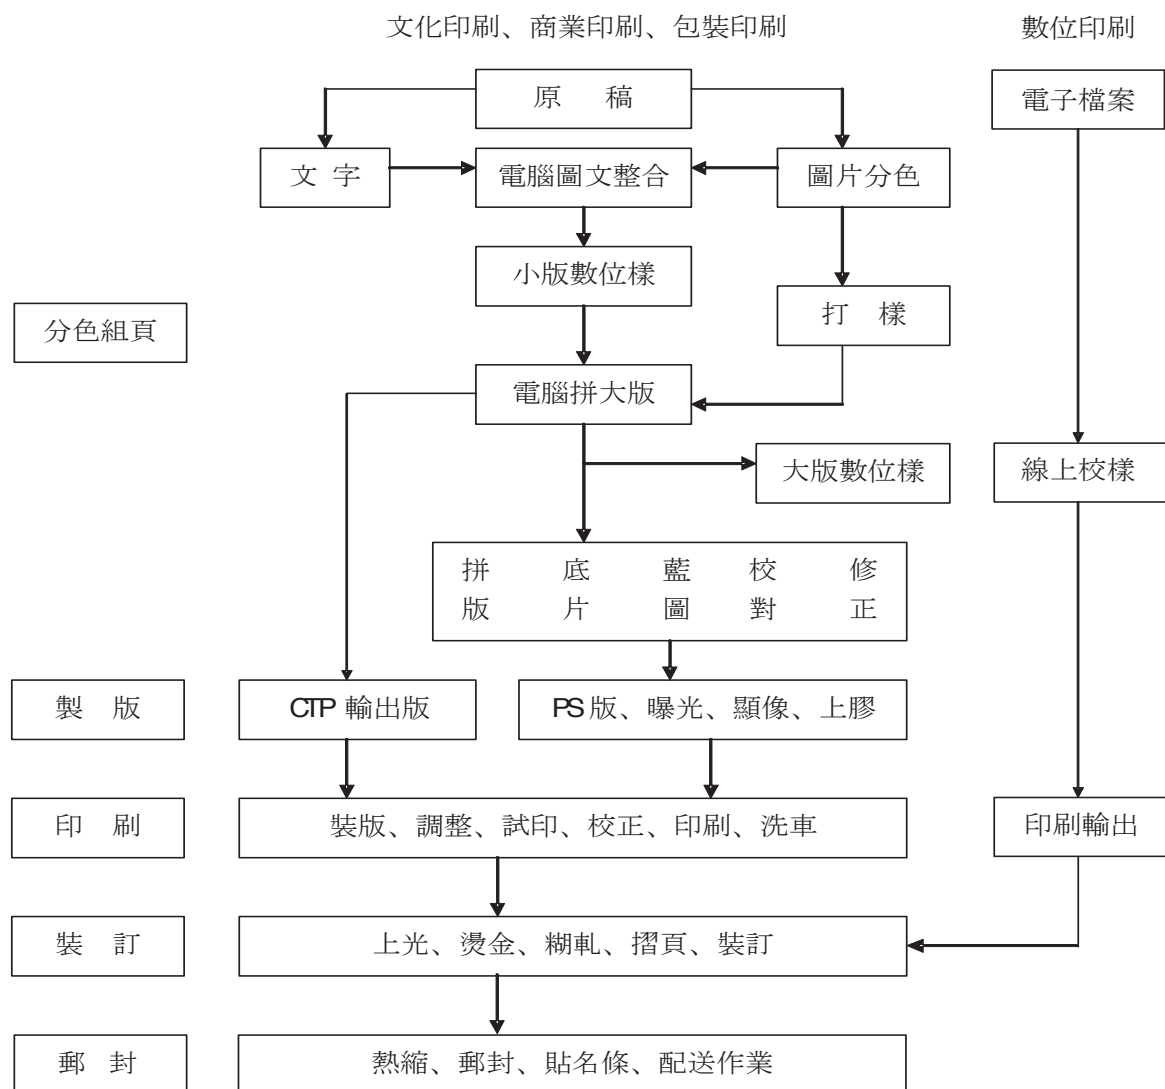 文化印刷、商業印刷、包裝印刷
數位印刷
原 稿
電子檔案
文 字
電腦圖文整合
圖片分色
小版數位樣
打 樣
分色組頁
電腦拼大版
大版數位樣
線上校樣
拼 底 藍 校 修
版 片 圖 對 正
製 版
CTP 輸出版
PS 版、曝光、顯像、上膠
印 刷
裝版、調整、試印、校正、印刷、洗車
印刷輸出
裝 訂
上光、燙金、糊軋、摺頁、裝訂
郵 封
熱縮、郵封、貼名條、配送作業